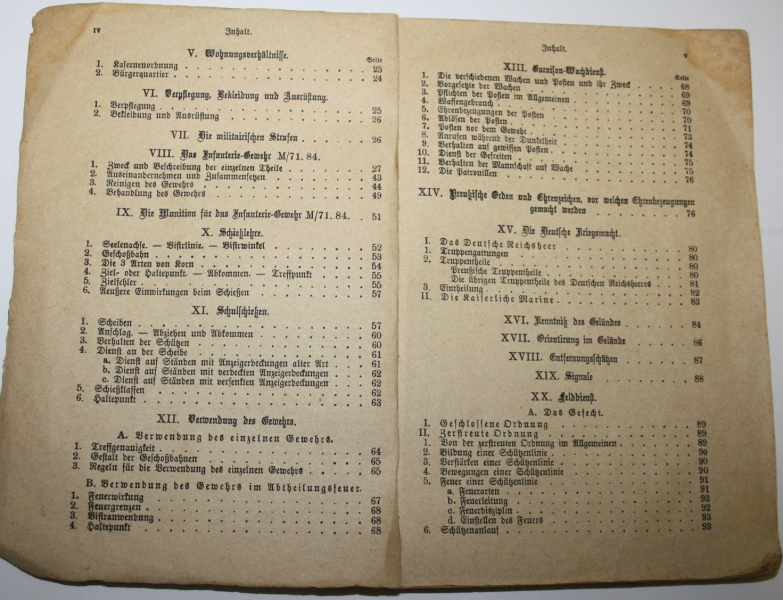 IV
Inhalt.
V. Wohnungsverhältnisse.
Seite
1. Kasernenordnung . . . 23
2. Bürgerquartier . . . 24
VI. Verpflegung, Bekleidung und Ausrüstung.
1. Verpflegung . . . 25
2. Bekleidung und Ausrüstung . . . 26
VII. Die militärischen Strafen . . . 26
VIII. Das Infanterie-Gewehr M/71. 84.
1. Zweck und Beschreibung der einzelnen Theile . . . 27
2. Auseinandernehmen und Zusammensetzen . . . 43
3. Reinigen des Gewehrs . . . 44
4. Behandlung des Gewehrs . . . 49
IX. Die Munition für das Infanterie-Gewehr M/71. 84. . 51
X. Schießlehre.
1. Seelenachse. — Visirlinie. — Visirwinkel . . . 52
2. Geschoßbahn . . . 53
3. Die 3 Arten von Korn . . . 54
4. Ziel- oder Haltepunkt. — Abkommen. — Treffpunkt . . . 55
5. Zielfehler . . . 55
6. Aeußere Einwirkungen beim Schießen . . . 57
XI. Schulschießen.
1. Scheiben . . . 57
2. Anschlag. — Abziehen und Abkommen . . . 60
3. Verhalten der Schützen . . . 60
4. Dienst an der Scheibe . . . 61
a. Dienst auf Ständen mit Anzeigerdeckungen alter Art . 61
b. Dienst auf Ständen mit verdeckten Anzeigerdeckungen . 62
c. Dienst auf Ständen mit versenkten Anzeigerdeckungen . 62
5. Schießklassen . . . 62
6. Haltepunkt . . . 63
XII. Verwendung des Gewehrs.
A. Verwendung des einzelnen Gewehrs.
1. Treffgenauigkeit . . . 64
2. Gestalt der Geschoßbahnen . . . 65
3. Regeln für die Verwendung des einzelnen Gewehrs . . . 65
B. Verwendung des Gewehrs im Abtheilungsfeuer.
1. Feuerwirkung . . . 67
2. Feuergrenzen . . . 68
3. Visiranwendung . . . 68
4. Haltepunkt . . . 68
Inhalt.
V
XIII. Garnison-Wachdienst.
Seite
1. Die verschiedenen Wachen und Posten und ihr Zweck . . 68
2. Vorgesetzte der Wachen . . . 69
3. Pflichten der Posten im Allgemeinen . . . 69
4. Waffengebrauch . . . 70
5. Ehrenbezeugungen der Posten . . . 70
6. Ablösen der Posten . . . 71
7. Posten vor dem Gewehr . . . 73
8. Anrufen während der Dunkelheit . . . 74
9. Verhalten auf gewissen Posten . . . 74
10. Dienst der Gefreiten . . . 75
11. Verhalten der Mannschaft auf Wache . . . 75
12. Die Patrouillen . . . 76
XIV. Preußische Orden und Ehrenzeichen, vor welchen Ehrenbezeugungen
gemacht werden . . . 76
XV. Die Deutsche Kriegsmacht.
I. Das Deutsche Reichsheer . . . 80
1. Truppengattungen . . . 80
2. Truppentheile . . . 80
Preußische Truppentheile . . . 80
Die übrigen Truppentheile des Deutschen Reichsheeres . 81
3. Eintheilung . . . 82
II. Die Kaiserliche Marine . . . 83
XVI. Kenntniß des Geländes . . . 84
XVII. Orientirung im Gelände . . . 86
XVIII. Entfernungsschätzen . . . 87
XIX. Signale . . . 88
XX. Felddienst.
A. Das Gefecht.
I. Geschlossene Ordnung . . . 89
II. Zerstreute Ordnung . . . 89
1. Von der zerstreuten Ordnung im Allgemeinen . . . 89
2. Bildung einer Schützenlinie . . . 90
3. Verstärken einer Schützenlinie . . . 90
4. Bewegungen einer Schützenlinie . . . 90
5. Feuer einer Schützenlinie . . . 91
a. Feuerarten . . . 91
b. Feuerleitung . . . 92
c. Feuerdisziplin . . . 92
d. Einstellen des Feuers . . . 93
6. Schützenanlauf . . . 93